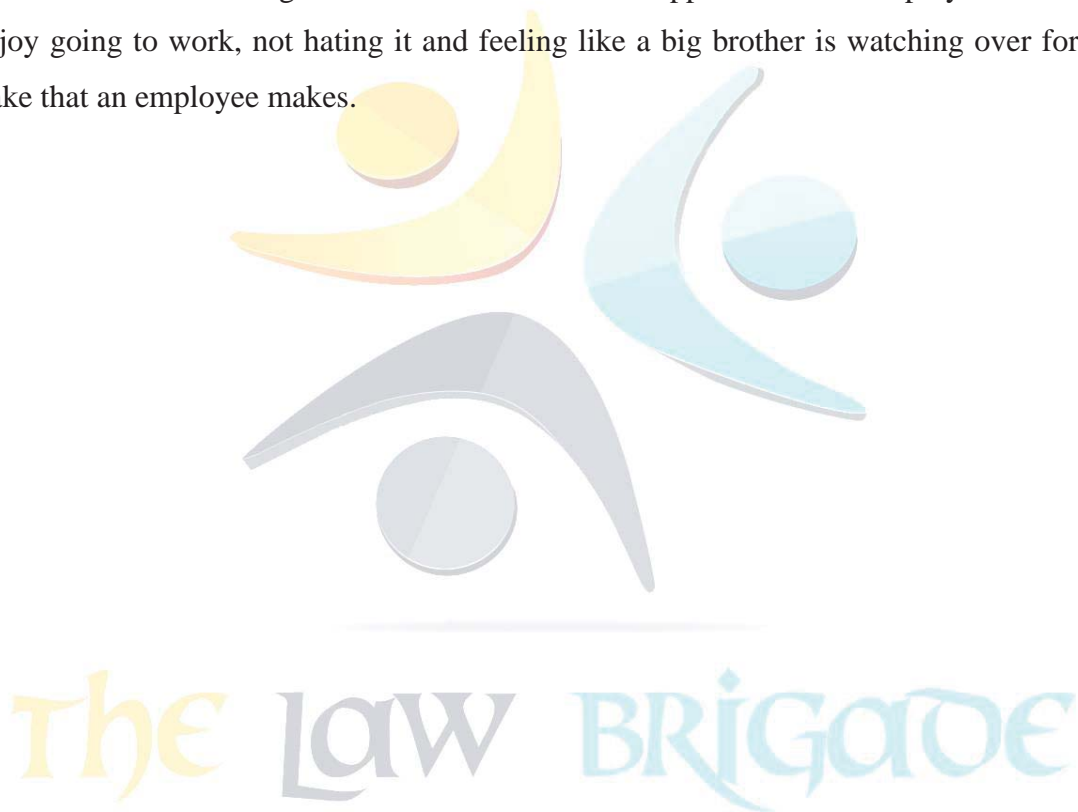 joy going to work, not hating it and feeling like a big brother is watching over for
ake that an employee makes.
The Law Brigade